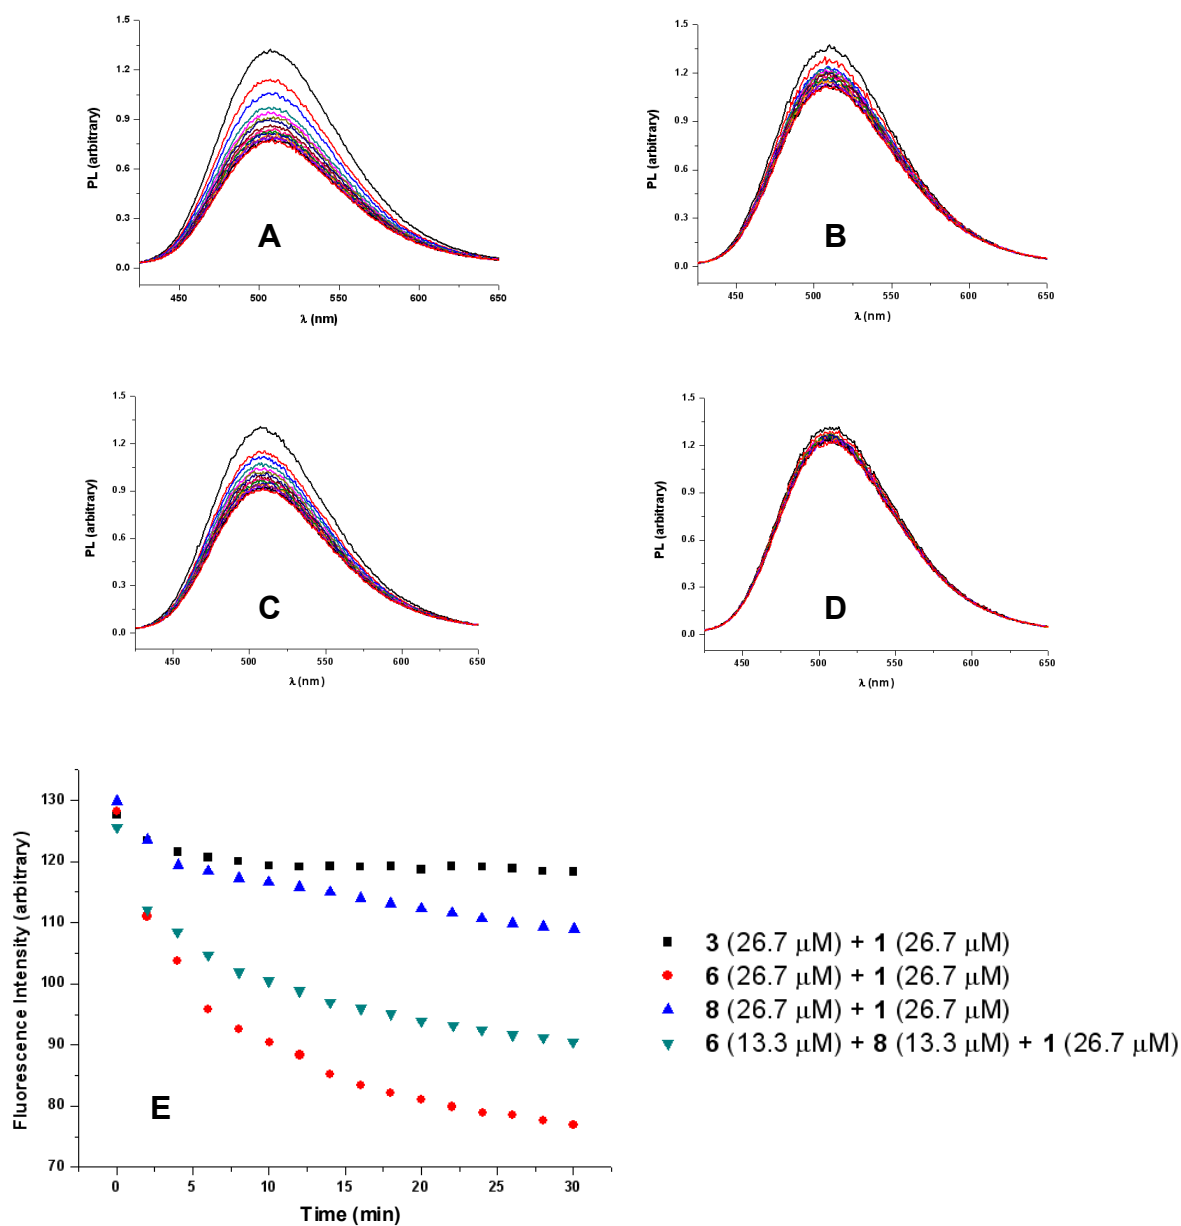 1.5
1.2
0.9
0.6
0.3
0.0
PL (arbitrary)
A
450 500 550 600 650
λ (nm)
1.5
1.2
0.9
0.6
0.3
0.0
PL (arbitrary)
B
450 500 550 600 650
λ (nm)
1.5
1.2
0.9
0.6
0.3
0.0
PL (arbitrary)
C
450 500 550 600 650
λ (nm)
1.5
1.2
0.9
0.6
0.3
0.0
PL (arbitrary)
D
450 500 550 600 650
λ (nm)
130
120
110
100
90
80
70
Fluorescence Intensity (arbitrary)
E
0 5 10 15 20 25 30
Time (min)
3 (26.7 μM) + 1 (26.7 μM)
6 (26.7 μM) + 1 (26.7 μM)
8 (26.7 μM) + 1 (26.7 μM)
6 (13.3 μM) + 8 (13.3 μM) + 1 (26.7 μM)